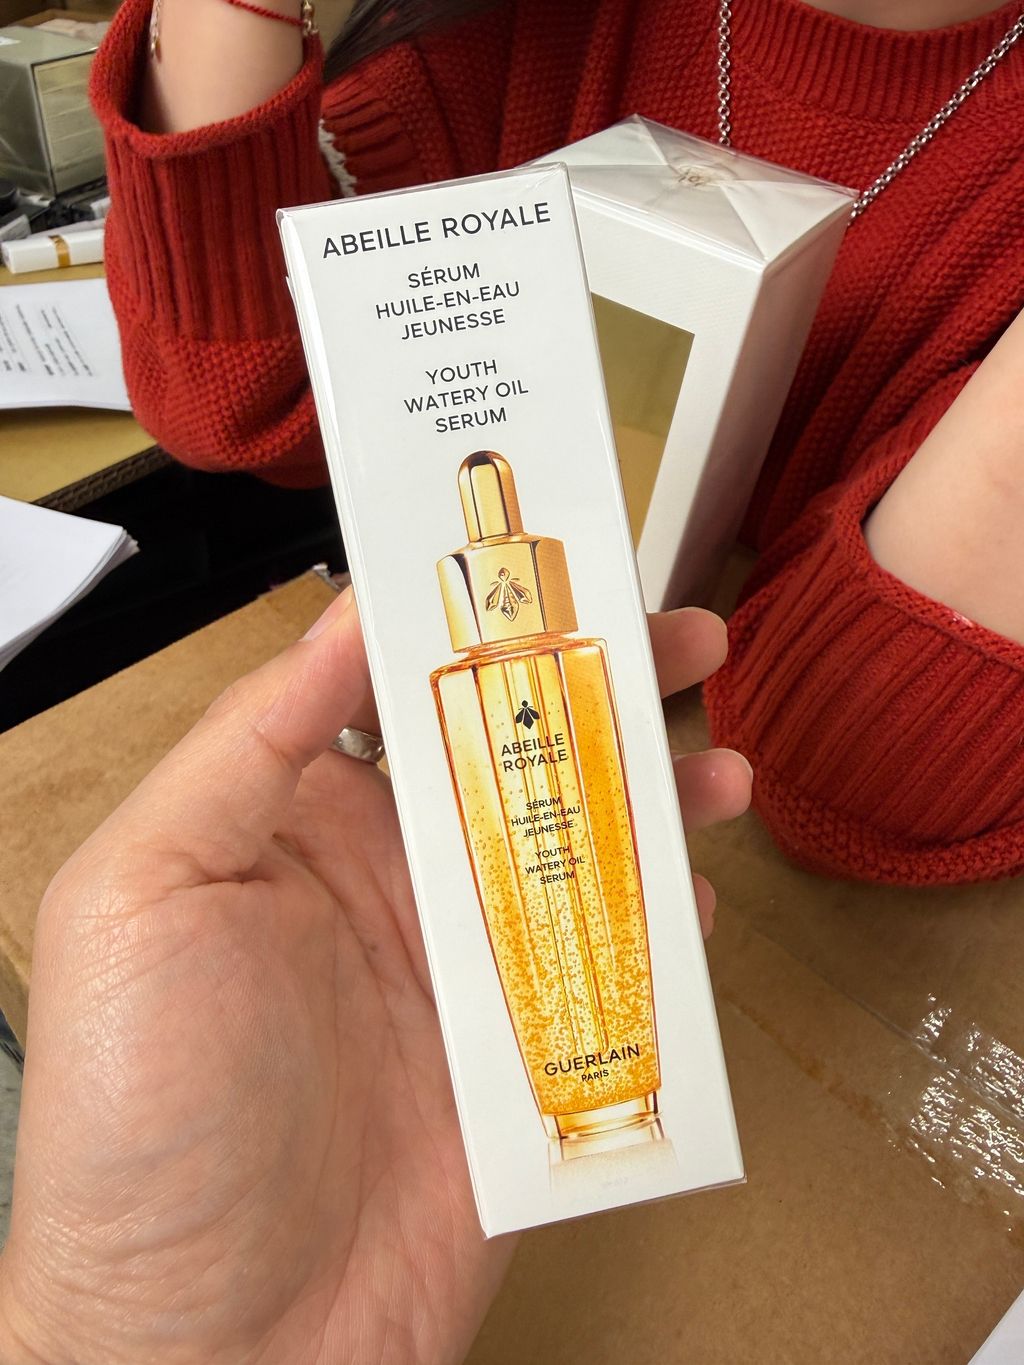 ABEILLE ROYALE
SÉRUM
HUILE-EN-EAU
JEUNESSE
YOUTH
WATERY OIL
SERUM
ABEILLE
ROYALE
SÉRUM
HUILE-EN-EAU
JEUNESSE
YOUTH
WATERY OIL
SERUM
GUERLAIN
PARIS